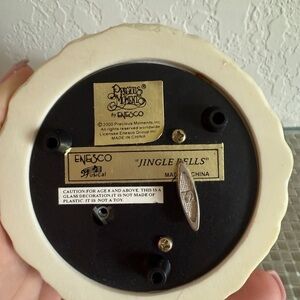 Precious
Moments®
by ENESCO
© 2000 Precious Moments, Inc.
All rights reserved worldwide
Licensee Enesco Group Inc.
MADE IN CHINA
ENESCO
Musical
"JINGLE BELLS"
MADE IN CHINA
CAUTION:FOR AGE 8 AND ABOVE. THIS IS A
GLASS DECORATION.IT IS NOT MADE OF
PLASTIC. IT IS NOT A TOY.